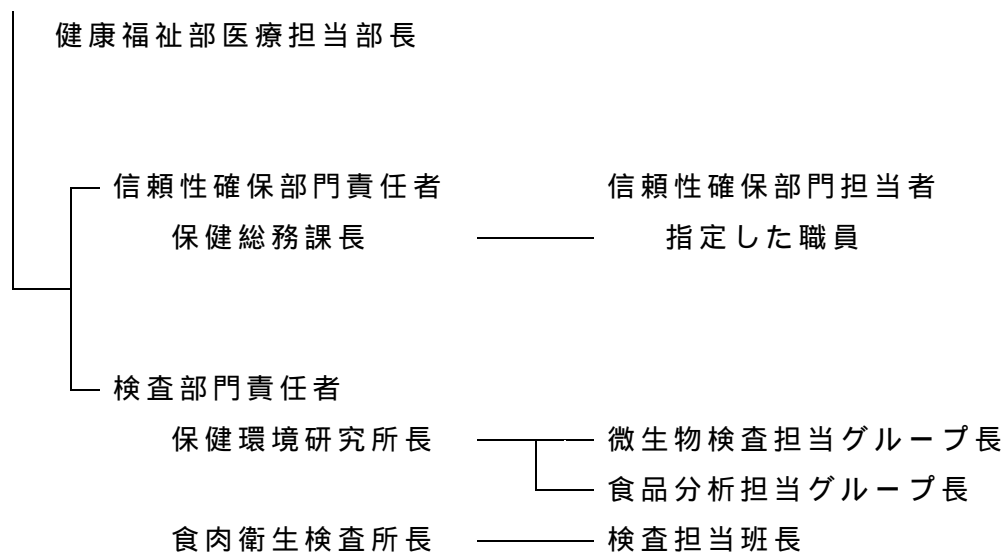 健康福祉部医療担当部長
信頼性確保部門責任者 信頼性確保部門担当者
保健総務課長 指定した職員
検査部門責任者
保健環境研究所長 微生物検査担当グループ長
食品分析担当グループ長
食肉衛生検査所長 検査担当班長